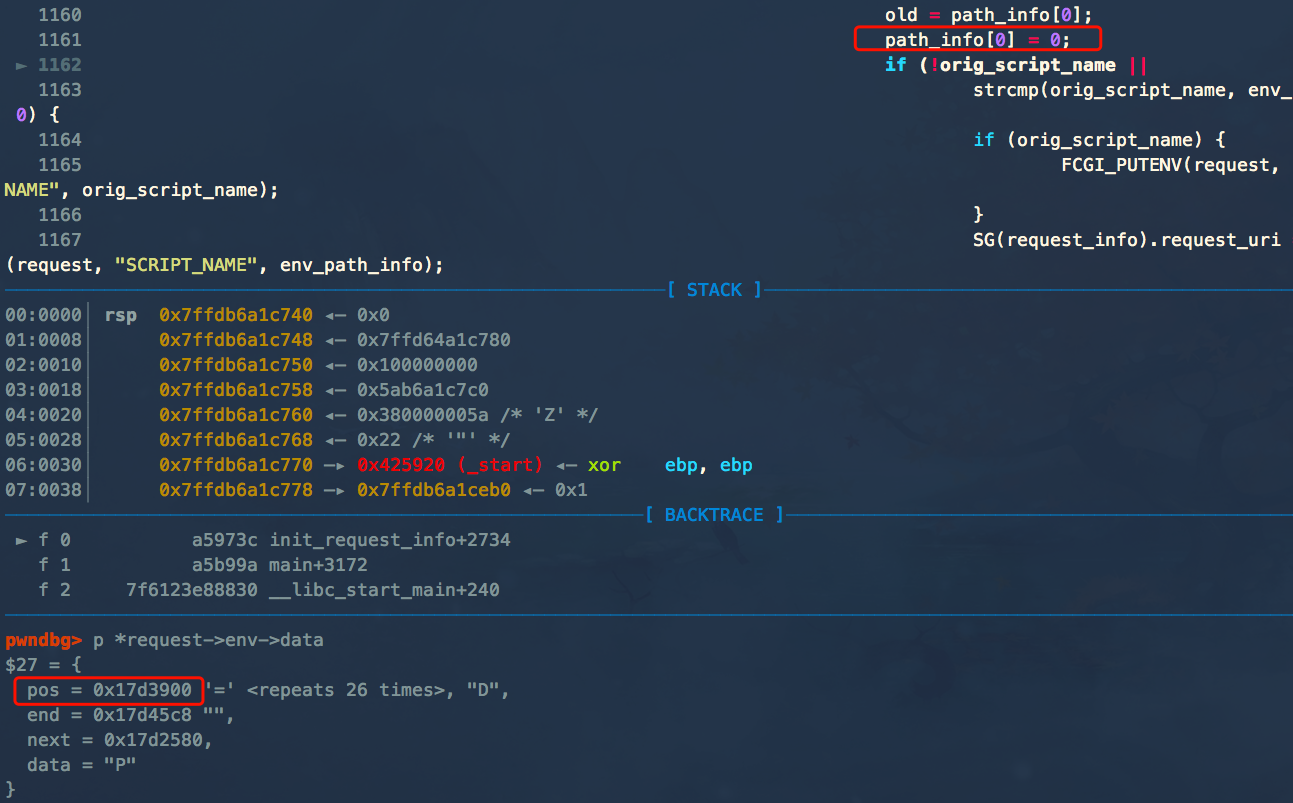 1160 old = path_info[0];
1161 path_info[0] = 0;
► 1162 if (!orig_script_name ||
1163 strcmp(orig_script_name, env_
0) {
1164 if (orig_script_name) {
1165 FCGI_PUTENV(request,
NAME", orig_script_name);
1166 }
1167 SG(request_info).request_uri
(request, "SCRIPT_NAME", env_path_info);
[ STACK ]
00:0000│ rsp 0x7ffdb6a1c740 ◂— 0x0
01:0008│ 0x7ffdb6a1c748 ◂— 0x7ffd64a1c780
02:0010│ 0x7ffdb6a1c750 ◂— 0x100000000
03:0018│ 0x7ffdb6a1c758 ◂— 0x5ab6a1c7c0
04:0020│ 0x7ffdb6a1c760 ◂— 0x380000005a /* 'Z' */
05:0028│ 0x7ffdb6a1c768 ◂— 0x22 /* '"' */
06:0030│ 0x7ffdb6a1c770 —▸ 0x425920 (_start) ◂— xor ebp, ebp
07:0038│ 0x7ffdb6a1c778 —▸ 0x7ffdb6a1ceb0 ◂— 0x1
[ BACKTRACE ]
► f 0 a5973c init_request_info+2734
f 1 a5b99a main+3172
f 2 7f6123e88830 __libc_start_main+240
pwndbg> p *request->env->data
$27 = {
pos = 0x17d3900 '=' <repeats 26 times>, "D",
end = 0x17d45c8 "",
next = 0x17d2580,
data = "P"
}